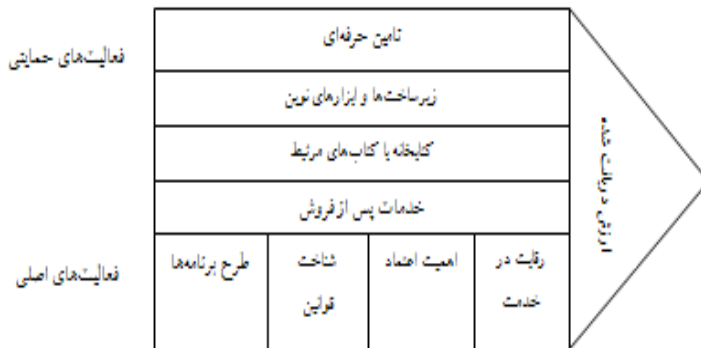 تامین حرفه‌ای
فعالیت‌های حمایتی
زیرساخت‌ها و ابزارهای نوین
کتابخانه با کتاب‌های مرتبط
خدمات پس از فروش
ارزش دریافت شده
فعالیت‌های اصلی
رقابت در
خدمت
اهمیت اعتماد
شناخت
قوانین
طرح برنامه‌ها